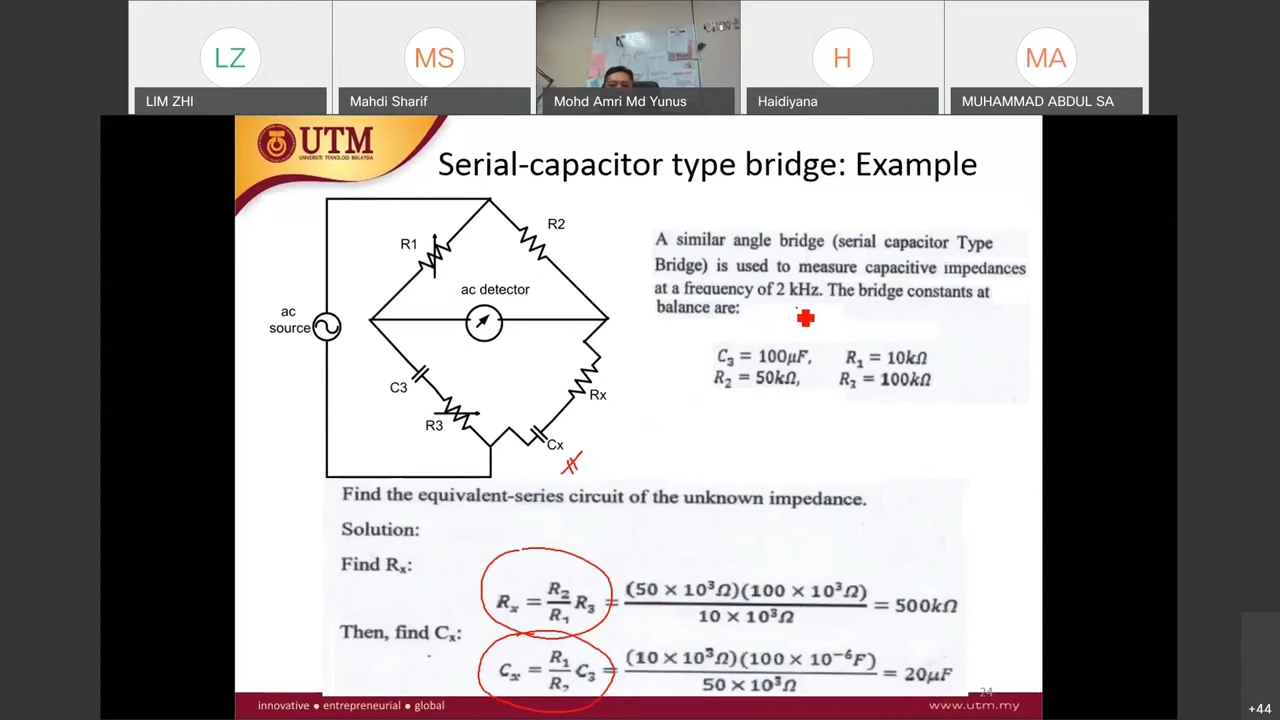 LZ
MS
H
MA
LIM ZHI
Mahdi Sharif
Mohd Amri Md Yunus
Haidiyana
MUHAMMAD ABDUL SA
UTM
UNIVERSITI TEKNOLOGI MALAYSIA
Serial-capacitor type bridge: Example
R1
R2
ac detector
ac
source
C3
R3
Rx
Cx
A similar angle bridge (serial capacitor Type
Bridge) is used to measure capacitive impedances
at a frequency of 2 kHz. The bridge constants at
balance are:
C₃ = 100μF, R₁ = 10kΩ
R₂ = 50kΩ, R₃ = 100kΩ
Find the equivalent-series circuit of the unknown impedance.
Solution:
Find Rₓ:
Rₓ = R₂/R₁ R₃ = (50 × 10³Ω)(100 × 10³Ω)/10 × 10³Ω = 500kΩ
Then, find Cₓ:
Cₓ = R₁/R₂ C₃ = (10 × 10³Ω)(100 × 10⁻⁶F)/50 × 10³Ω = 20μF
24
innovative ● entrepreneurial ● global
www.utm.my
+44